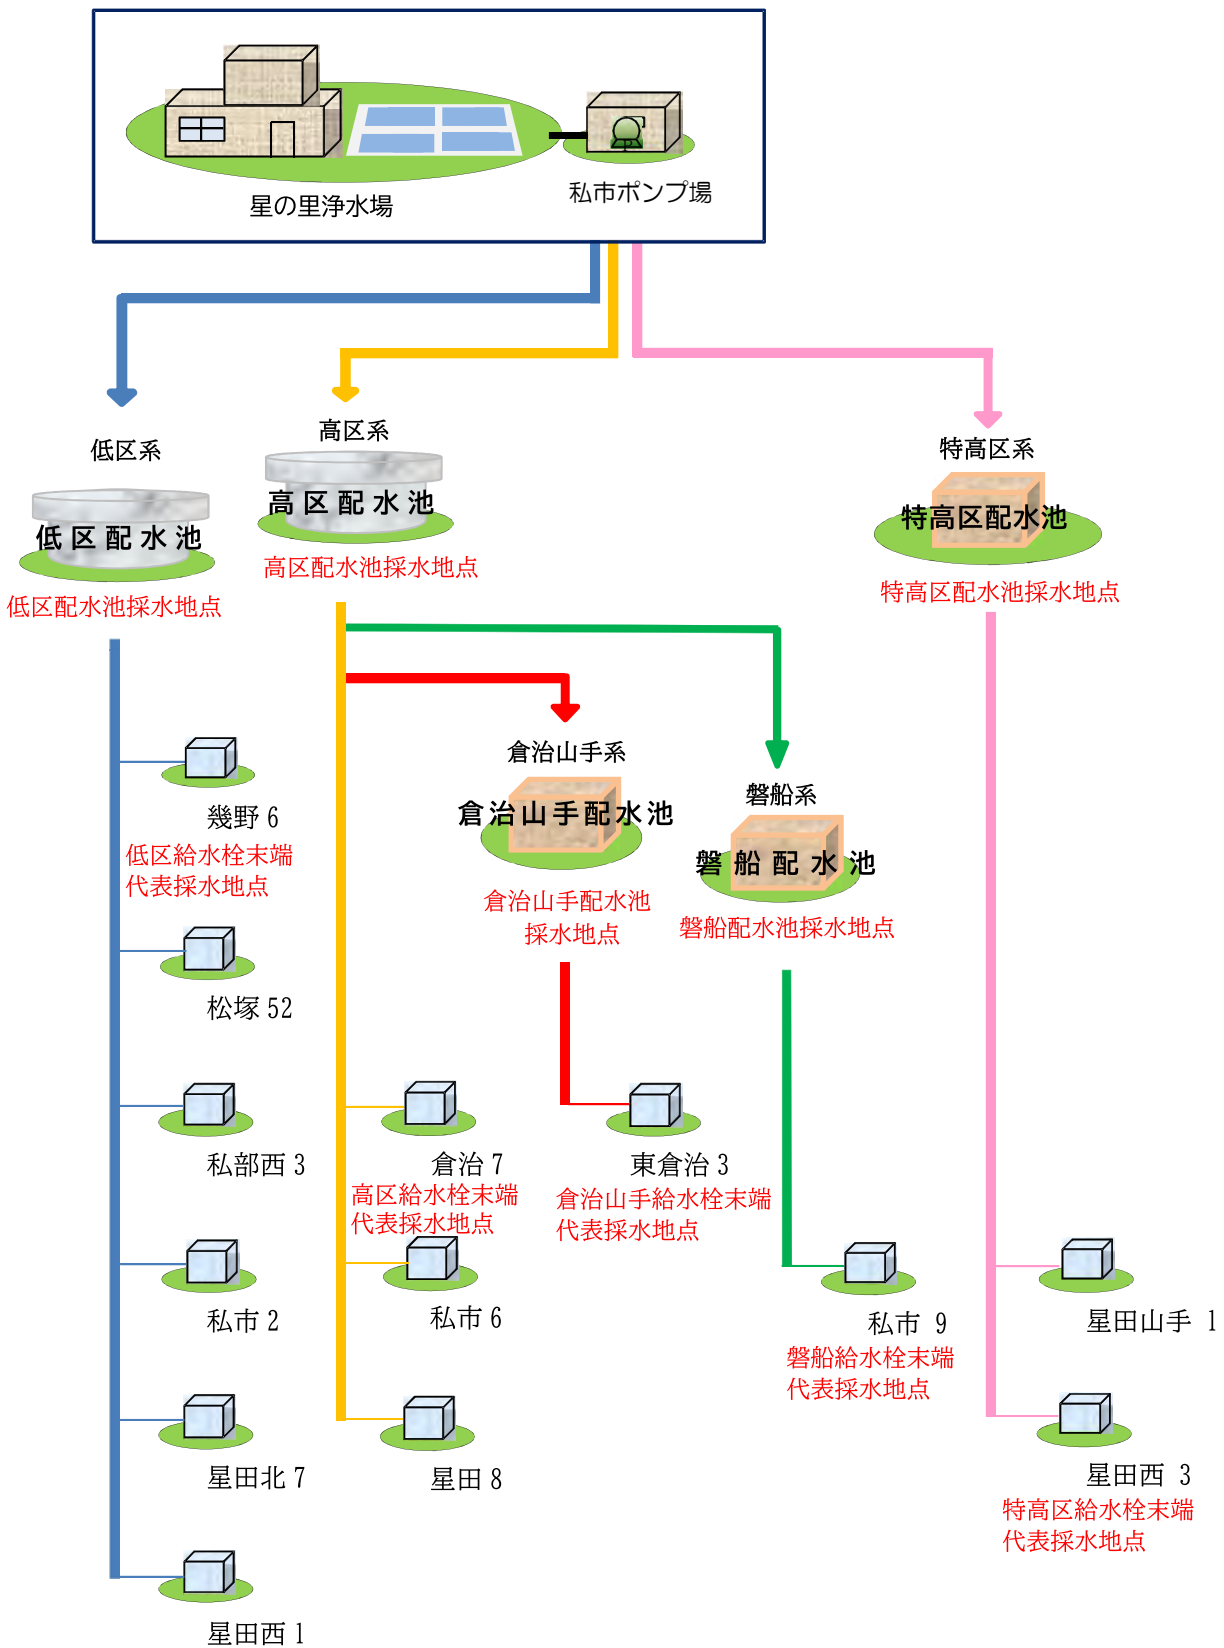 星の里浄水場
私市ポンプ場
低区系
低区配水池
低区配水池採水地点
幾野 6
低区給水栓末端
代表採水地点
松塚 52
私部西 3
私市 2
星田北 7
星田西 1
高区系
高区配水池
高区配水池採水地点
倉治 7
高区給水栓末端
代表採水地点
私市 6
星田 8
倉治山手系
倉治山手配水池
倉治山手配水池
採水地点
東倉治 3
倉治山手給水栓末端
代表採水地点
磐船系
磐船配水池
磐船配水池採水地点
私市 9
磐船給水栓末端
代表採水地点
特高区系
特高区配水池
特高区配水池採水地点
星田山手 1
星田西 3
特高区給水栓末端
代表採水地点